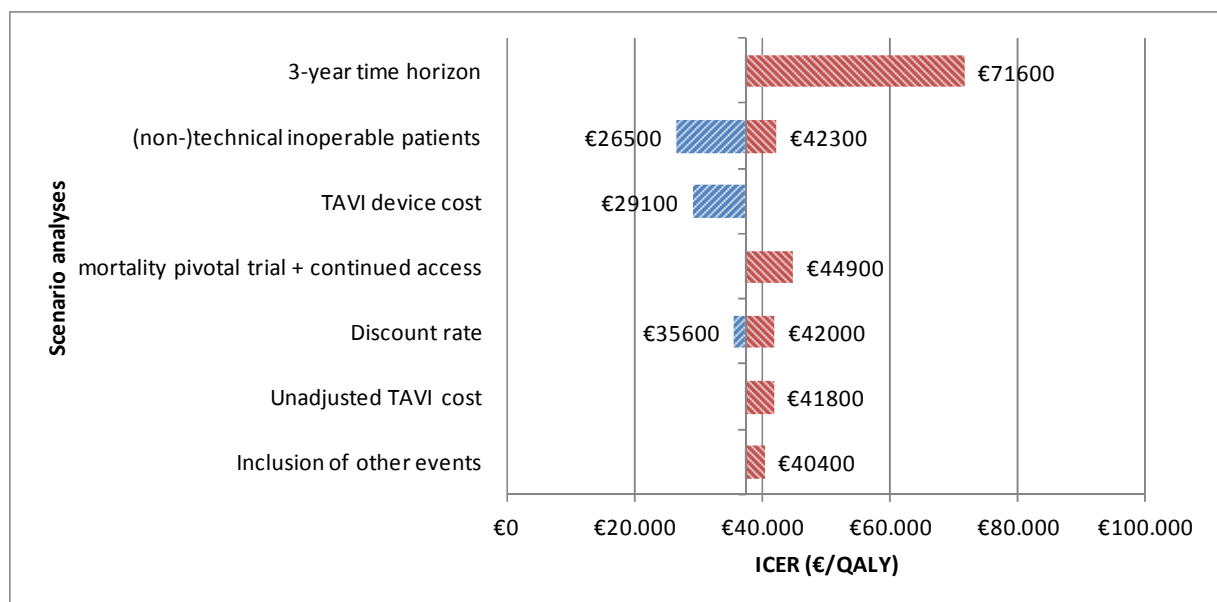 Scenario analyses
3-year time horizon
€71600
(non-)technical inoperable patients
€26500
€42300
TAVI device cost
€29100
mortality pivotal trial + continued access
€44900
Discount rate
€35600
€42000
Unadjusted TAVI cost
€41800
Inclusion of other events
€40400
€0
€20.000
€40.000
€60.000
€80.000
€100.000
ICER (€/QALY)